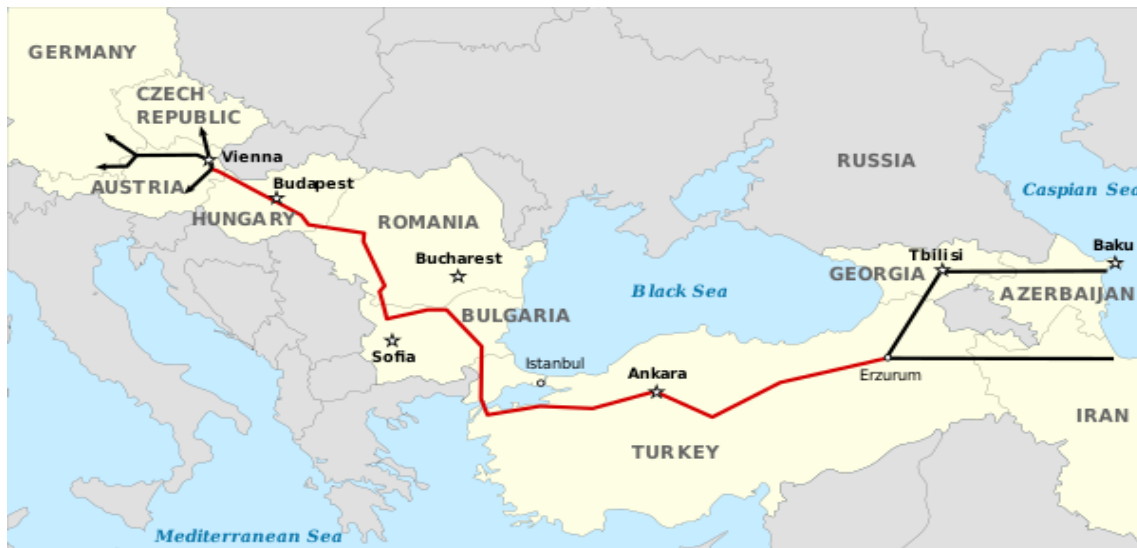 GERMANY
CZECH
REPUBLIC
Vienna
AUSTRIA
Budapest
HUNGARY
ROMANIA
Bucharest
BULGARIA
Sofia
Istanbul
Black Sea
Ankara
TURKEY
Mediterranean Sea
RUSSIA
Caspian Sea
Tbilisi
GEORGIA
Baku
AZERBAIJAN
Erzurum
IRAN